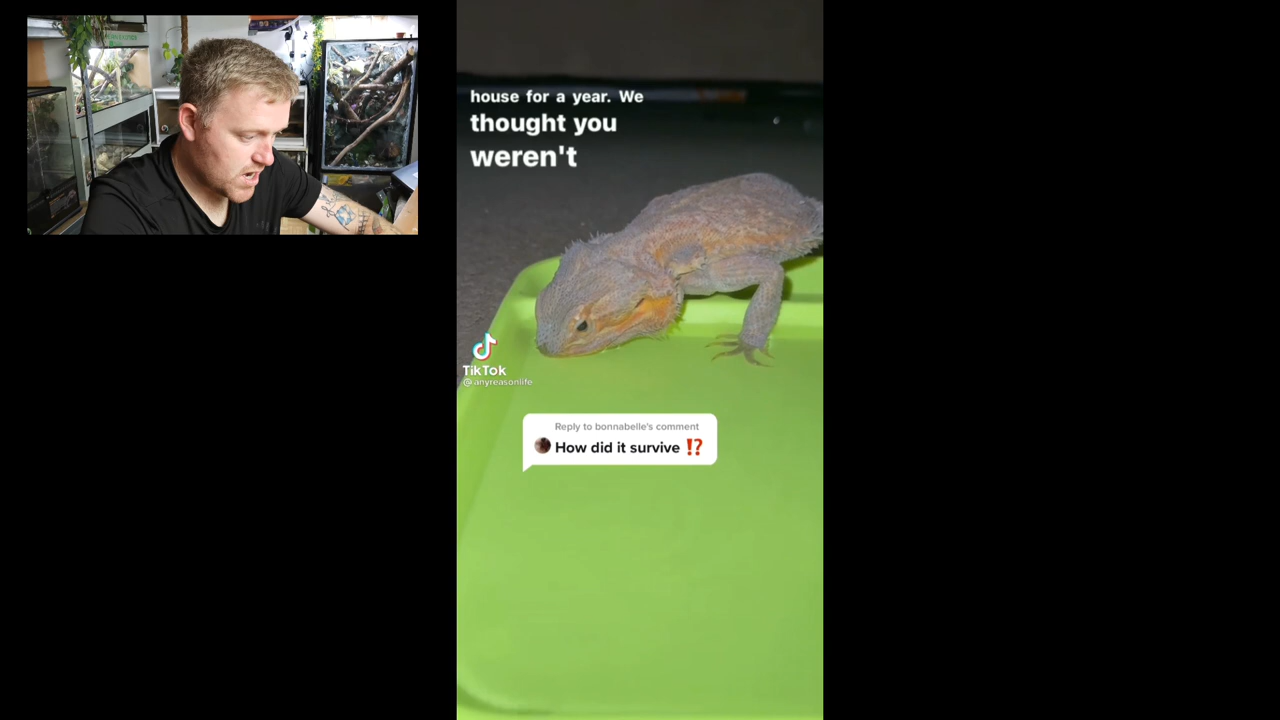 house for a year. We
thought you
weren't
TikTok
@anyreasonlife
Reply to bonnabelle's comment
How did it survive ⁉️